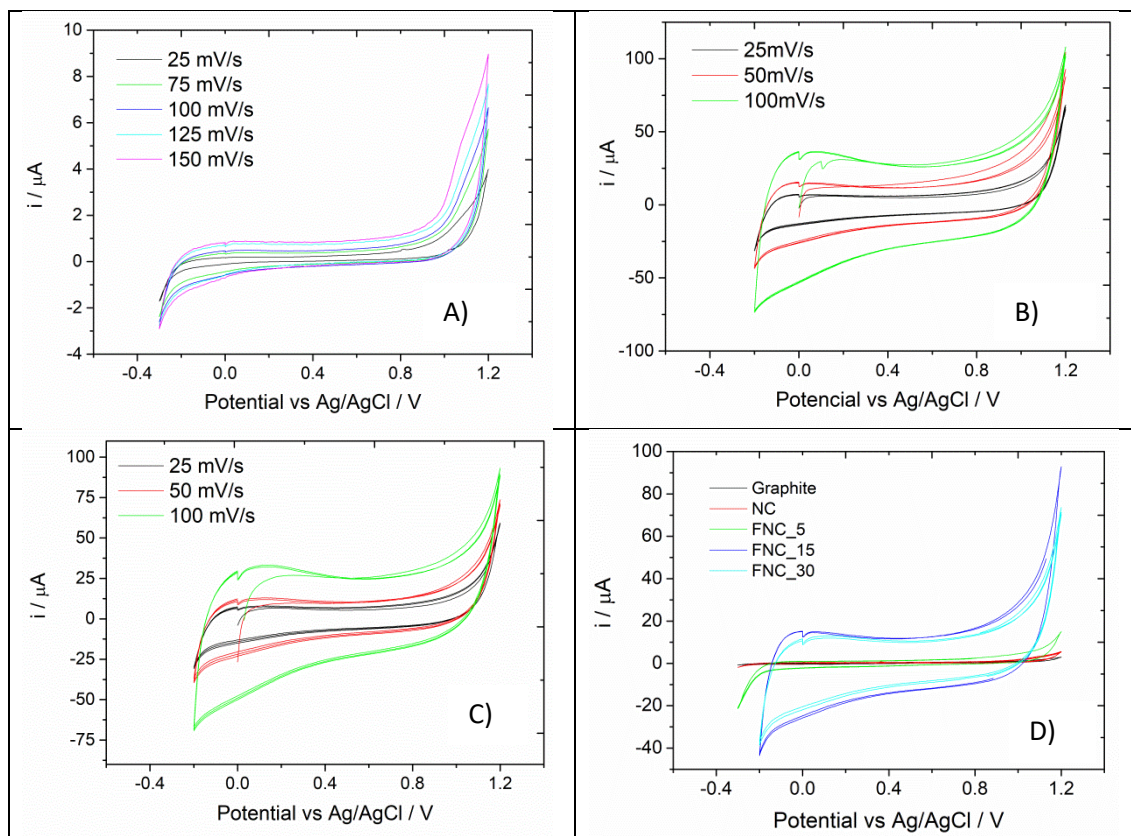 10
8
6
4
2
0
-2
-4
i / µA
25 mV/s
75 mV/s
100 mV/s
125 mV/s
150 mV/s
A)
-0.4 0.0 0.4 0.8 1.2
Potential vs Ag/AgCl / V
100
50
0
-50
-100
i / µA
25mV/s
50mV/s
100mV/s
B)
-0.4 0.0 0.4 0.8 1.2
Potencial vs Ag/AgCl / V
100
75
50
25
0
-25
-50
-75
i / µA
25 mV/s
50 mV/s
100 mV/s
C)
-0.4 0.0 0.4 0.8 1.2
Potential vs Ag/AgCl / V
100
80
60
40
20
0
-20
-40
i / µA
Graphite
NC
FNC_5
FNC_15
FNC_30
D)
-0.4 0.0 0.4 0.8 1.2
Potential vs Ag/AgCl / V